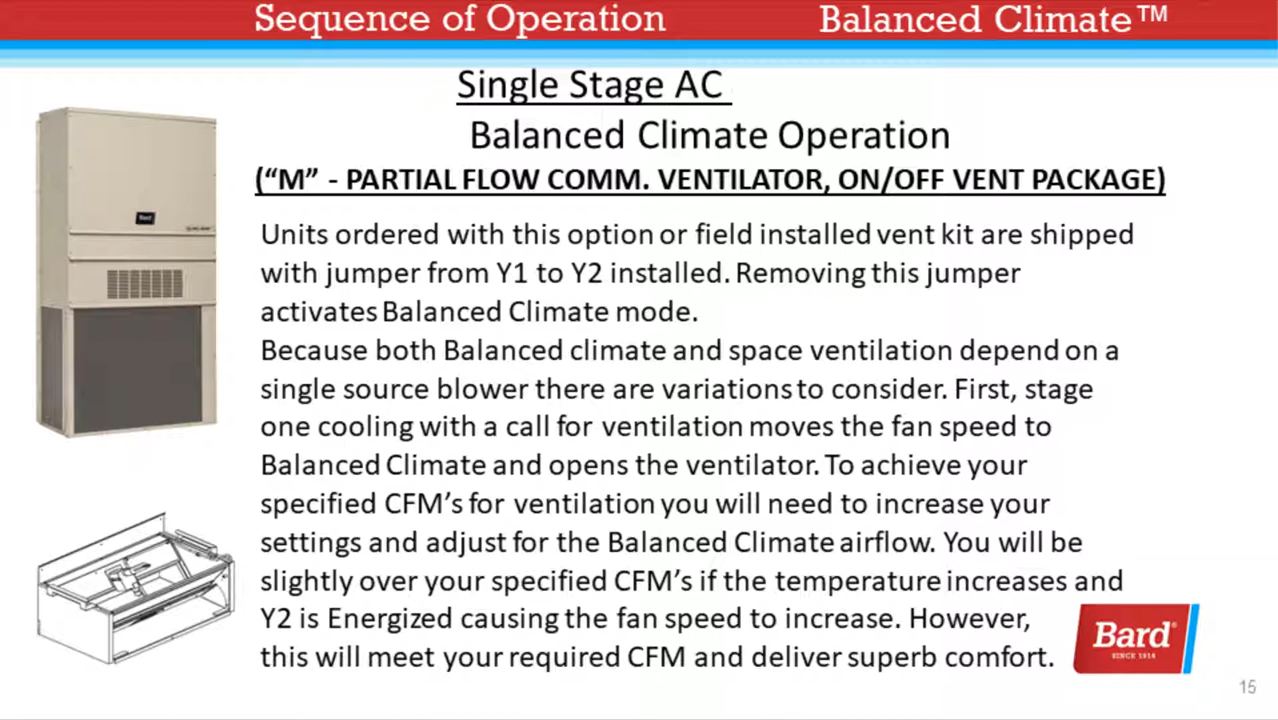 Sequence of Operation
Balanced Climate™
Single Stage AC
Balanced Climate Operation
(“M” - PARTIAL FLOW COMM. VENTILATOR, ON/OFF VENT PACKAGE)
Units ordered with this option or field installed vent kit are shipped
with jumper from Y1 to Y2 installed. Removing this jumper
activates Balanced Climate mode.
Because both Balanced climate and space ventilation depend on a
single source blower there are variations to consider. First, stage
one cooling with a call for ventilation moves the fan speed to
Balanced Climate and opens the ventilator. To achieve your
specified CFM’s for ventilation you will need to increase your
settings and adjust for the Balanced Climate airflow. You will be
slightly over your specified CFM’s if the temperature increases and
Y2 is Energized causing the fan speed to increase. However,
this will meet your required CFM and deliver superb comfort.
Bard
Bard®
SINCE 1914
15